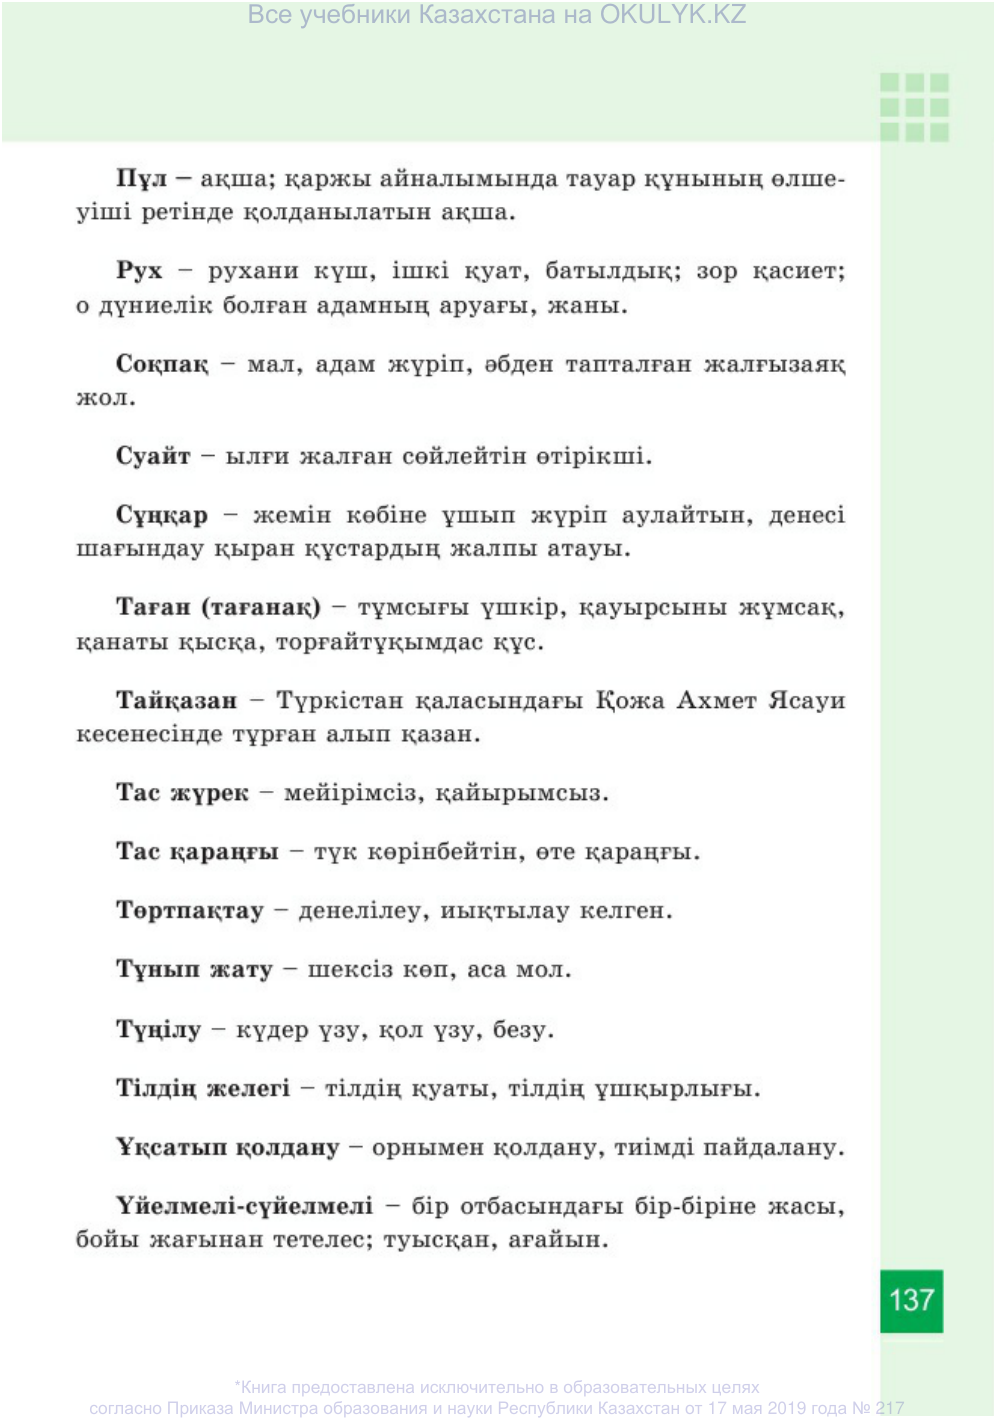 Все учебники Казахстана на OKULYK.KZ
Пұл – ақша; қаржы айналымында тауар құнының өлше-
уіші ретінде қолданылатын ақша.
Рух – рухани күш, ішкі қуат, батылдық; зор қасиет;
о дүниелік болған адамның аруағы, жаны.
Соқпақ – мал, адам жүріп, әбден тапталған жалғызаяқ
жол.
Суайт – ылғи жалған сөйлейтін өтірікші.
Сұңқар – жемін көбіне ұшып жүріп аулайтын, денесі
шағындау қыран құстардың жалпы атауы.
Таған (тағанақ) – тұмсығы үшкір, қауырсыны жұмсақ,
қанаты қысқа, торғайтұқымдас құс.
Тайқазан – Түркістан қаласындағы Қожа Ахмет Ясауи
кесенесінде тұрған алып қазан.
Тас жүрек – мейірімсіз, қайырымсыз.
Тас қараңғы – түк көрінбейтін, өте қараңғы.
Төртпақтау – денелілеу, иықтылау келген.
Тұнып жату – шексіз көп, аса мол.
Түңілу – күдер үзу, қол үзу, безу.
Тілдің желегі – тілдің қуаты, тілдің ұшқырлығы.
Ұқсатып қолдану – орнымен қолдану, тиімді пайдалану.
Үйелмелі-сүйелмелі – бір отбасындағы бір-біріне жасы,
бойы жағынан тетелес; туысқан, ағайын.
137
*Книга предоставлена исключительно в образовательных целях
согласно Приказа Министра образования и науки Республики Казахстан от 17 мая 2019 года № 217